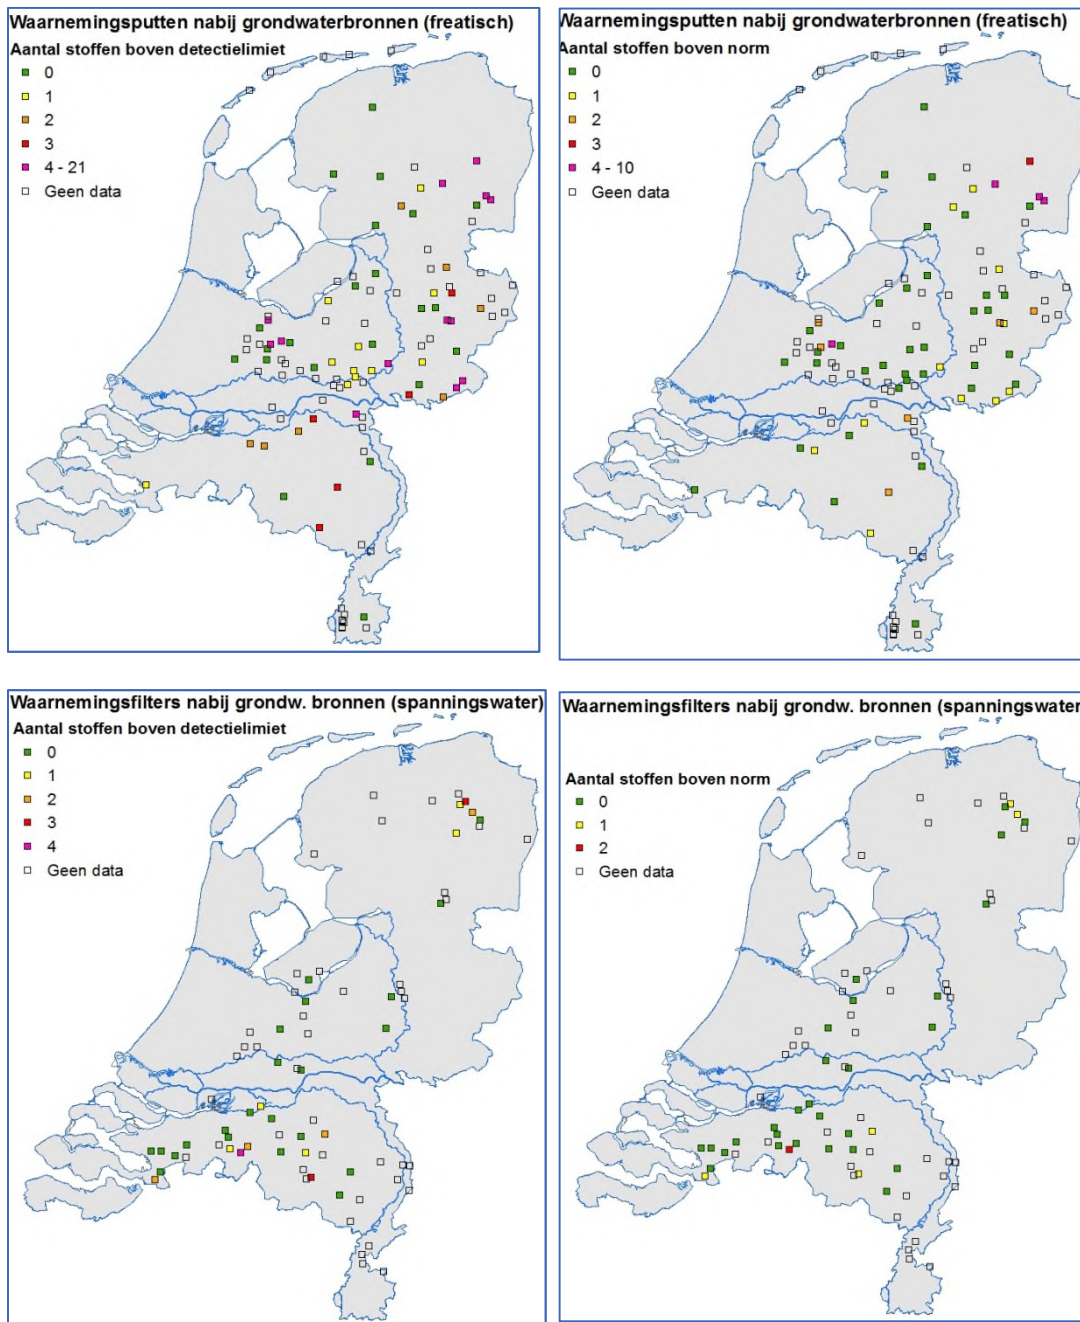 Waarnemingsputten nabij grondwaterbronnen (freatisch)
Aantal stoffen boven detectielimiet
0
1
2
3
4 - 21
Geen data
Waarnemingsputten nabij grondwaterbronnen (freatisch)
Aantal stoffen boven norm
0
1
2
3
4 - 10
Geen data
Waarnemingsfilters nabij grondw. bronnen (spanningswater)
Aantal stoffen boven detectielimiet
0
1
2
3
4
Geen data
Waarnemingsfilters nabij grondw. bronnen (spanningswater
Aantal stoffen boven norm
0
1
2
Geen data